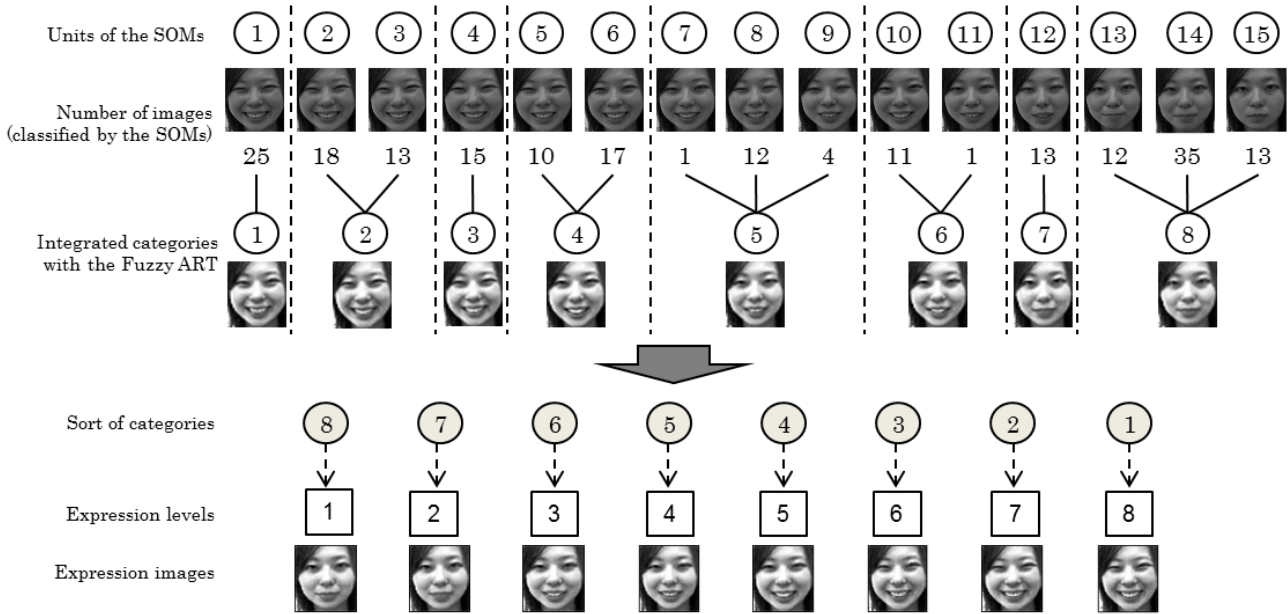 Units of the SOMs 1 2 3 4 5 6 7 8 9 10 11 12 13 14 15
Number of images
(classified by the SOMs)
25 18 13 15 10 17 1 12 4 11 1 13 12 35 13
1 2 3 4 5 6 7 8
Integrated categories
with the Fuzzy ART
Sort of categories 8 7 6 5 4 3 2 1
Expression levels 1 2 3 4 5 6 7 8
Expression images